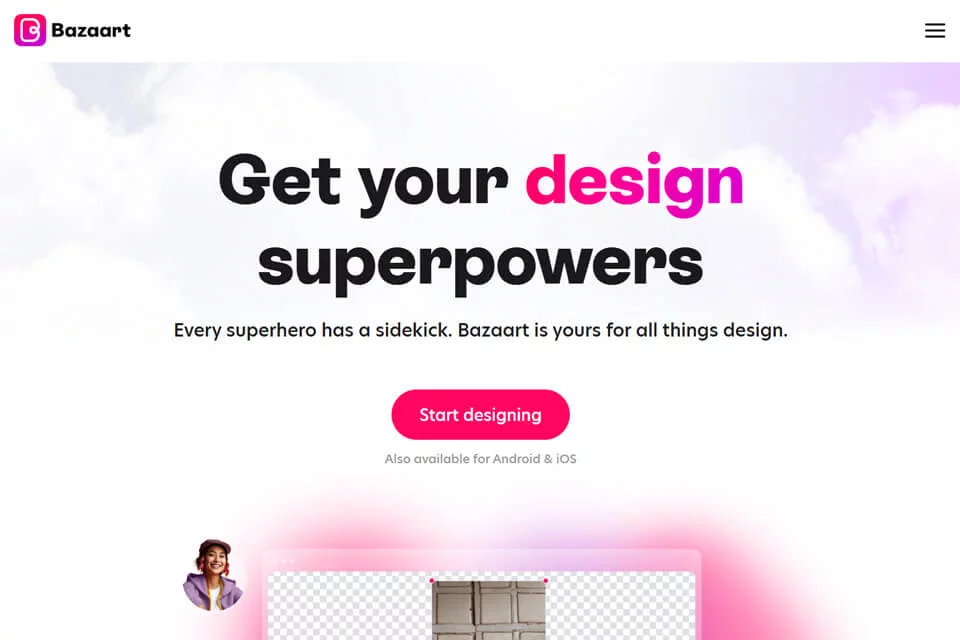 Bazaart
Get your design
superpowers
Every superhero has a sidekick. Bazaart is yours for all things design.
Start designing
Also available for Android & iOS